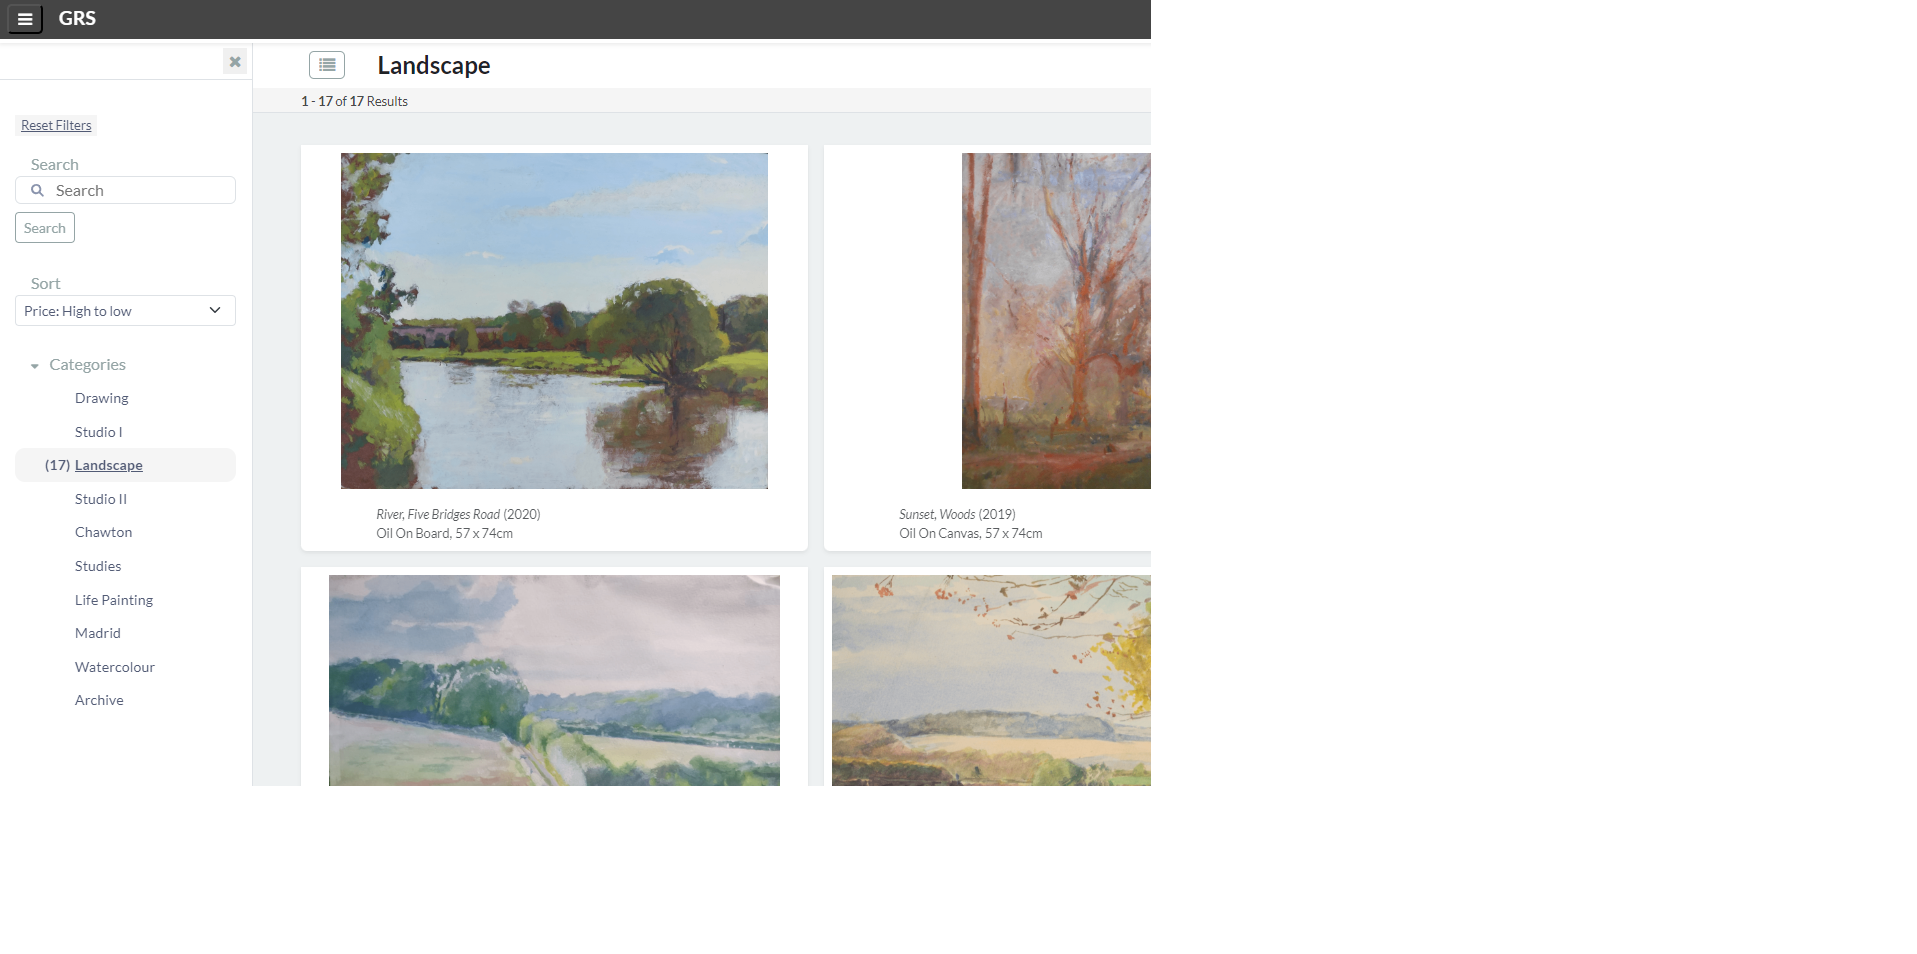 GRS
Landscape
1 - 17 of 17 Results
Reset Filters
Search
Search
Search
Sort
Price: High to low
Categories
Drawing
Studio I
(17) Landscape
Studio II
Chawton
Studies
Life Painting
Madrid
Watercolour
Archive
River, Five Bridges Road (2020)
Oil On Board, 57 x 74cm
Sunset, Woods (2019)
Oil On Canvas, 57 x 74cm